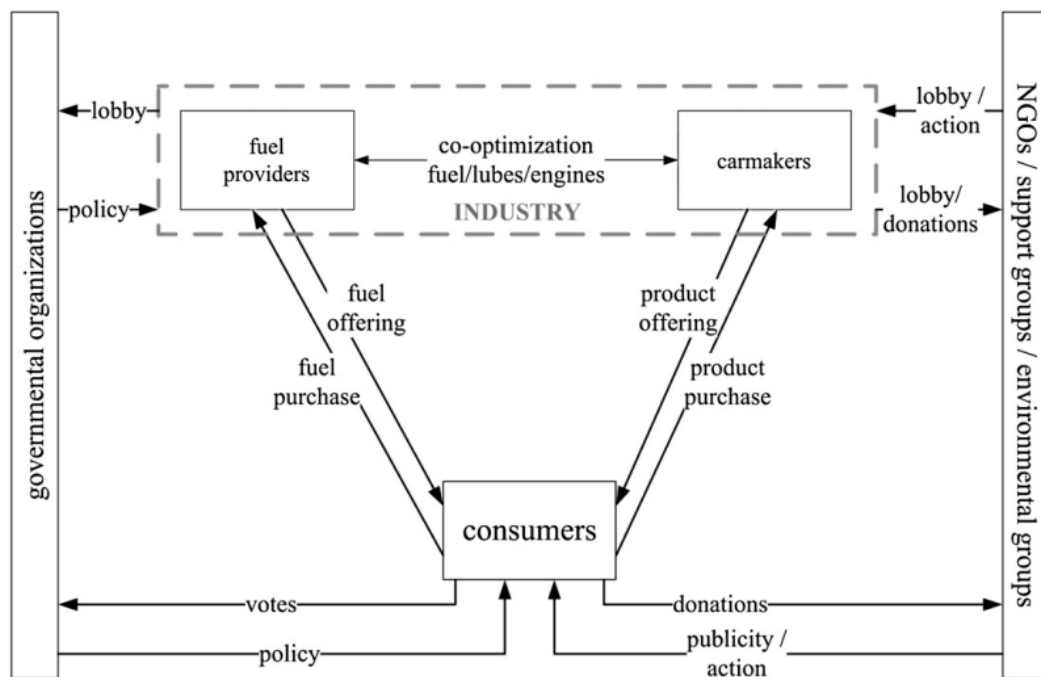 governmental organizations
lobby
policy
fuel
providers
co-optimization
fuel/lubes/engines
INDUSTRY
carmakers
lobby /
action
lobby/
donations
NGOs / support groups / environmental groups
fuel
offering
fuel
purchase
product
offering
product
purchase
consumers
votes
policy
donations
publicity /
action